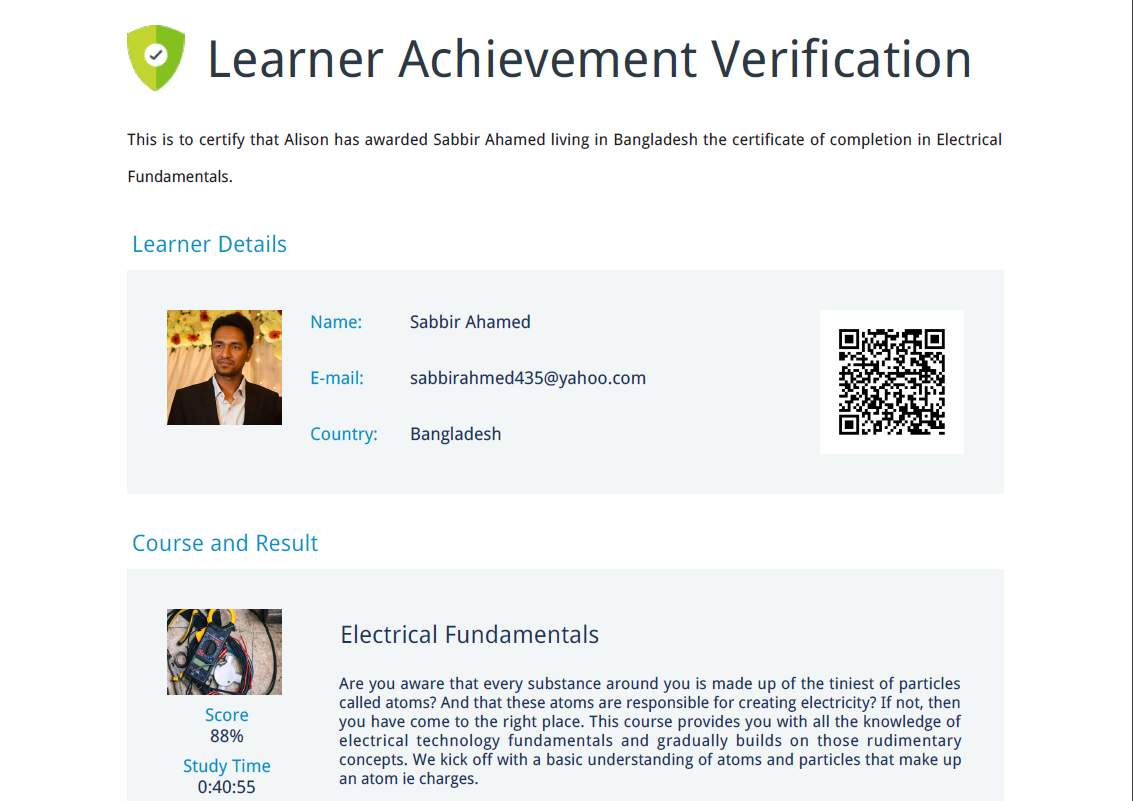 Learner Achievement Verification
This is to certify that Alison has awarded Sabbir Ahamed living in Bangladesh the certificate of completion in Electrical
Fundamentals.
Learner Details
Name: Sabbir Ahamed
E-mail: sabbirahmed435@yahoo.com
Country: Bangladesh
Course and Result
Electrical Fundamentals
Are you aware that every substance around you is made up of the tiniest of particles
called atoms? And that these atoms are responsible for creating electricity? If not, then
you have come to the right place. This course provides you with all the knowledge of
electrical technology fundamentals and gradually builds on those rudimentary
concepts. We kick off with a basic understanding of atoms and particles that make up
an atom ie charges.
Score
88%
Study Time
0:40:55